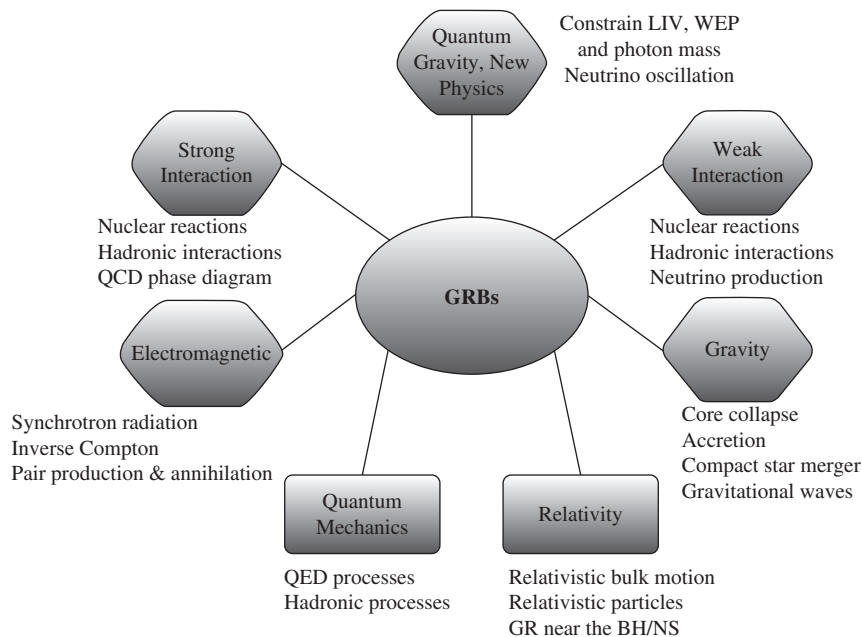 Quantum
Gravity, New
Physics
Constrain LIV, WEP
and photon mass
Neutrino oscillation
Strong
Interaction
Nuclear reactions
Hadronic interactions
QCD phase diagram
Weak
Interaction
Nuclear reactions
Hadronic interactions
Neutrino production
GRBs
Electromagnetic
Synchrotron radiation
Inverse Compton
Pair production & annihilation
Gravity
Core collapse
Accretion
Compact star merger
Gravitational waves
Quantum
Mechanics
QED processes
Hadronic processes
Relativity
Relativistic bulk motion
Relativistic particles
GR near the BH/NS